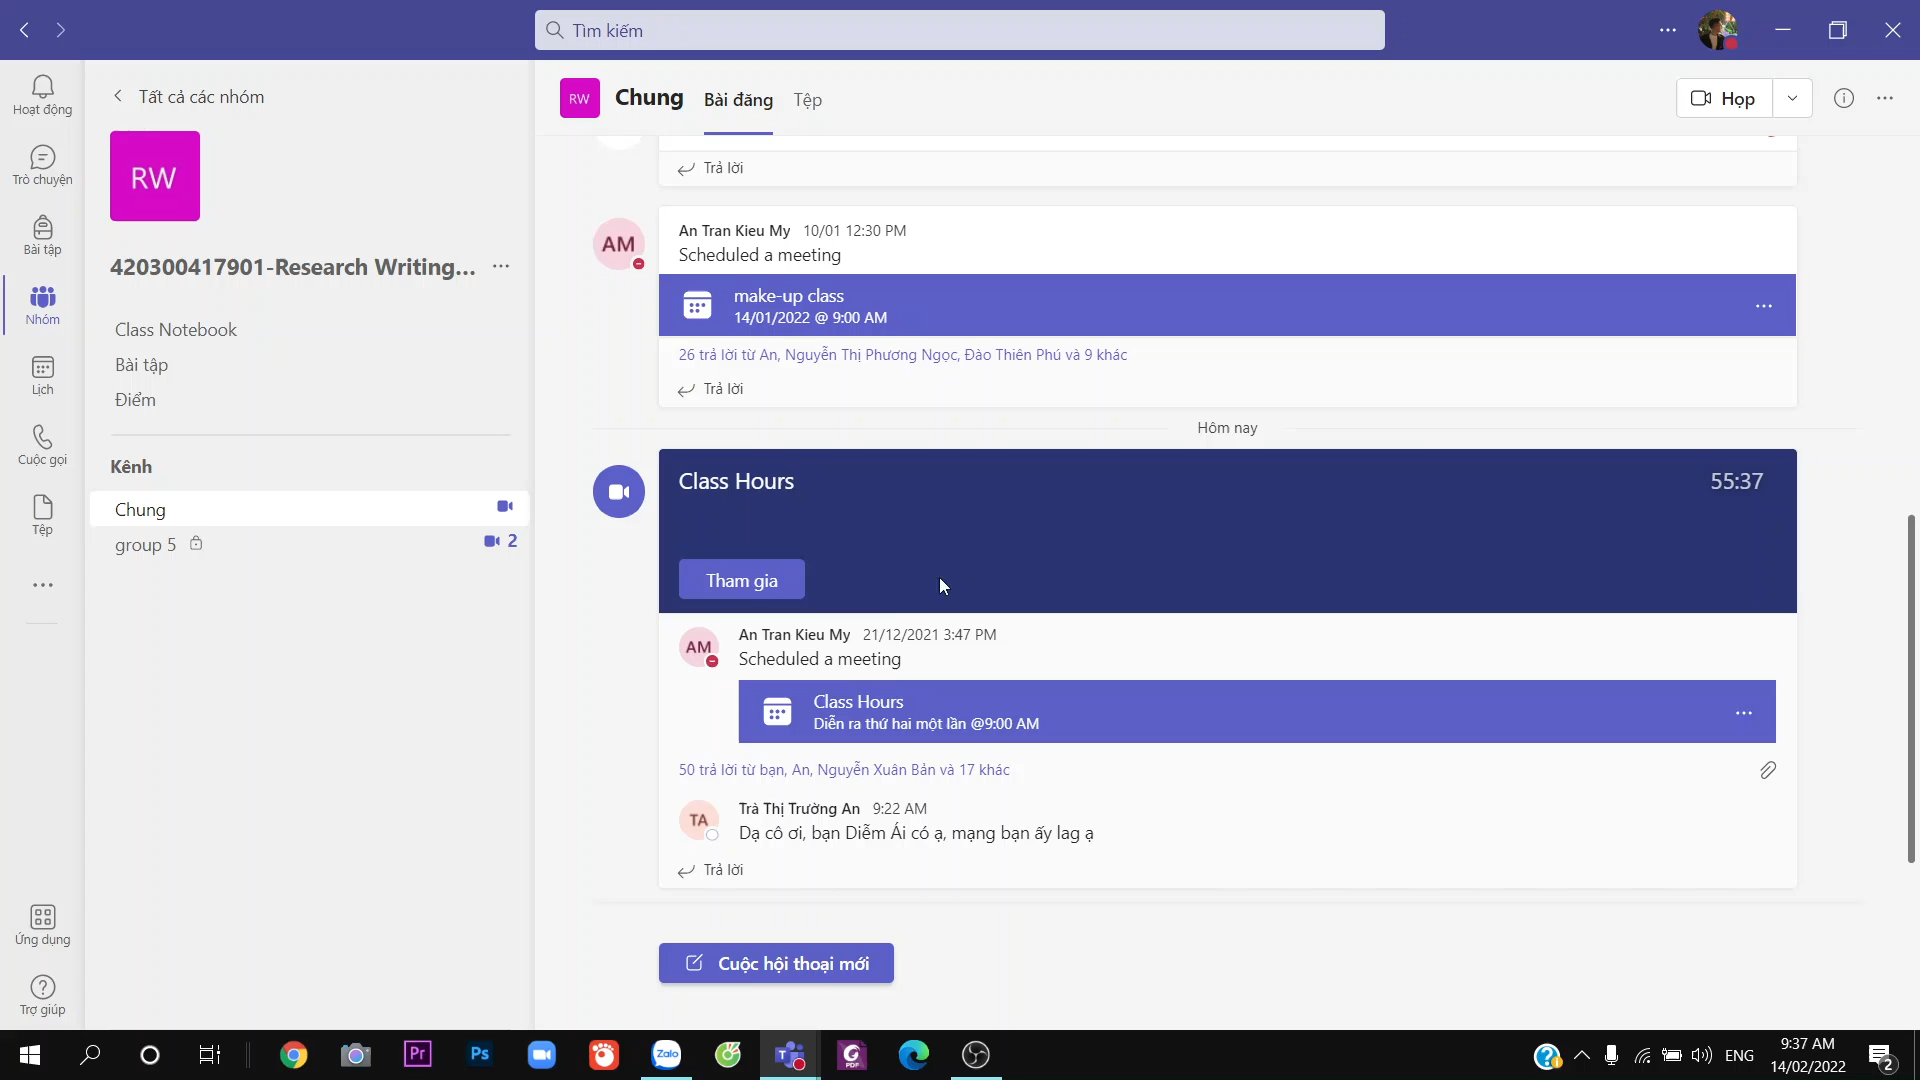 Tìm kiếm
Hoạt động
Trò chuyện
Bài tập
Nhóm
Lịch
Cuộc gọi
Tệp
Ứng dụng
Trợ giúp
Tất cả các nhóm
RW
420300417901-Research Writing...
Class Notebook
Bài tập
Điểm
Kênh
Chung
group 5
2
RW
Chung
Bài đăng
Tệp
Họp
Trả lời
AM
An Tran Kieu My 10/01 12:30 PM
Scheduled a meeting
make-up class
14/01/2022 @ 9:00 AM
26 trả lời từ An, Nguyễn Thị Phương Ngọc, Đào Thiên Phú và 9 khác
Trả lời
Hôm nay
Class Hours
55:37
Tham gia
AM
An Tran Kieu My 21/12/2021 3:47 PM
Scheduled a meeting
Class Hours
Diễn ra thứ hai một lần @9:00 AM
50 trả lời từ bạn, An, Nguyễn Xuân Bản và 17 khác
TA
Trà Thị Trường An 9:22 AM
Dạ cô ơi, bạn Diễm Ái có ạ, mạng bạn ấy lag ạ
Trả lời
Cuộc hội thoại mới
Pr
Ps
Zalo
T
PDF
ENG
9:37 AM
14/02/2022
2